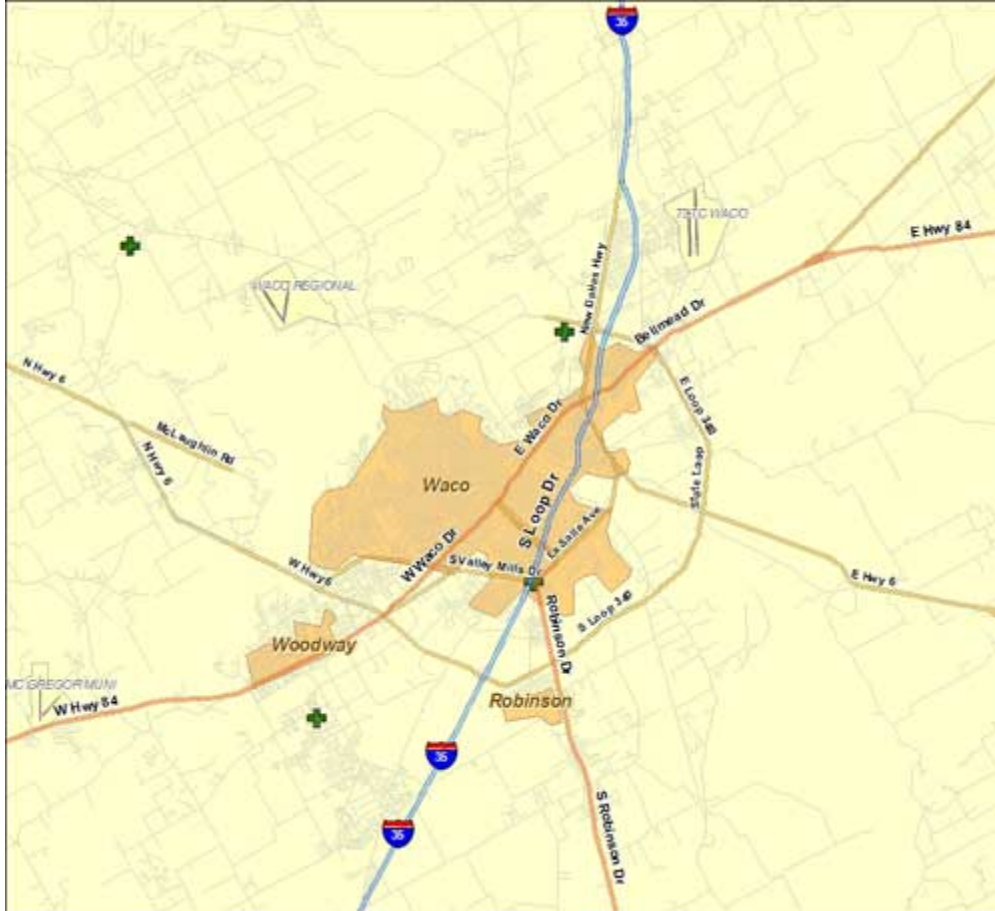 35
TSTC WACO
E Hwy 84
WACO REGIONAL
New Dallas Hwy
Bellmead Dr
N Hwy 6
McLaughlin Rd
N Hwy 6
E Waco Dr
E Loop 340
State Loop
Waco
S Loop Dr
La Salle Ave
W Waco Dr
S Valley Mills Dr
W Hwy 6
E Hwy 6
Robinson Dr
S Loop 340
Woodway
MC GREGOR MUNI
W Hwy 84
Robinson
35
35
S Robinson Dr